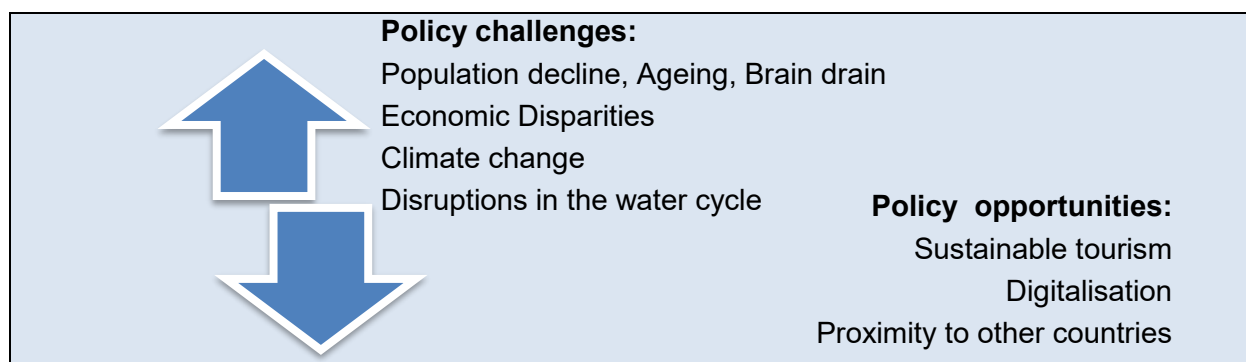 Policy challenges:
Population decline, Ageing, Brain drain
Economic Disparities
Climate change
Disruptions in the water cycle
Policy opportunities:
Sustainable tourism
Digitalisation
Proximity to other countries